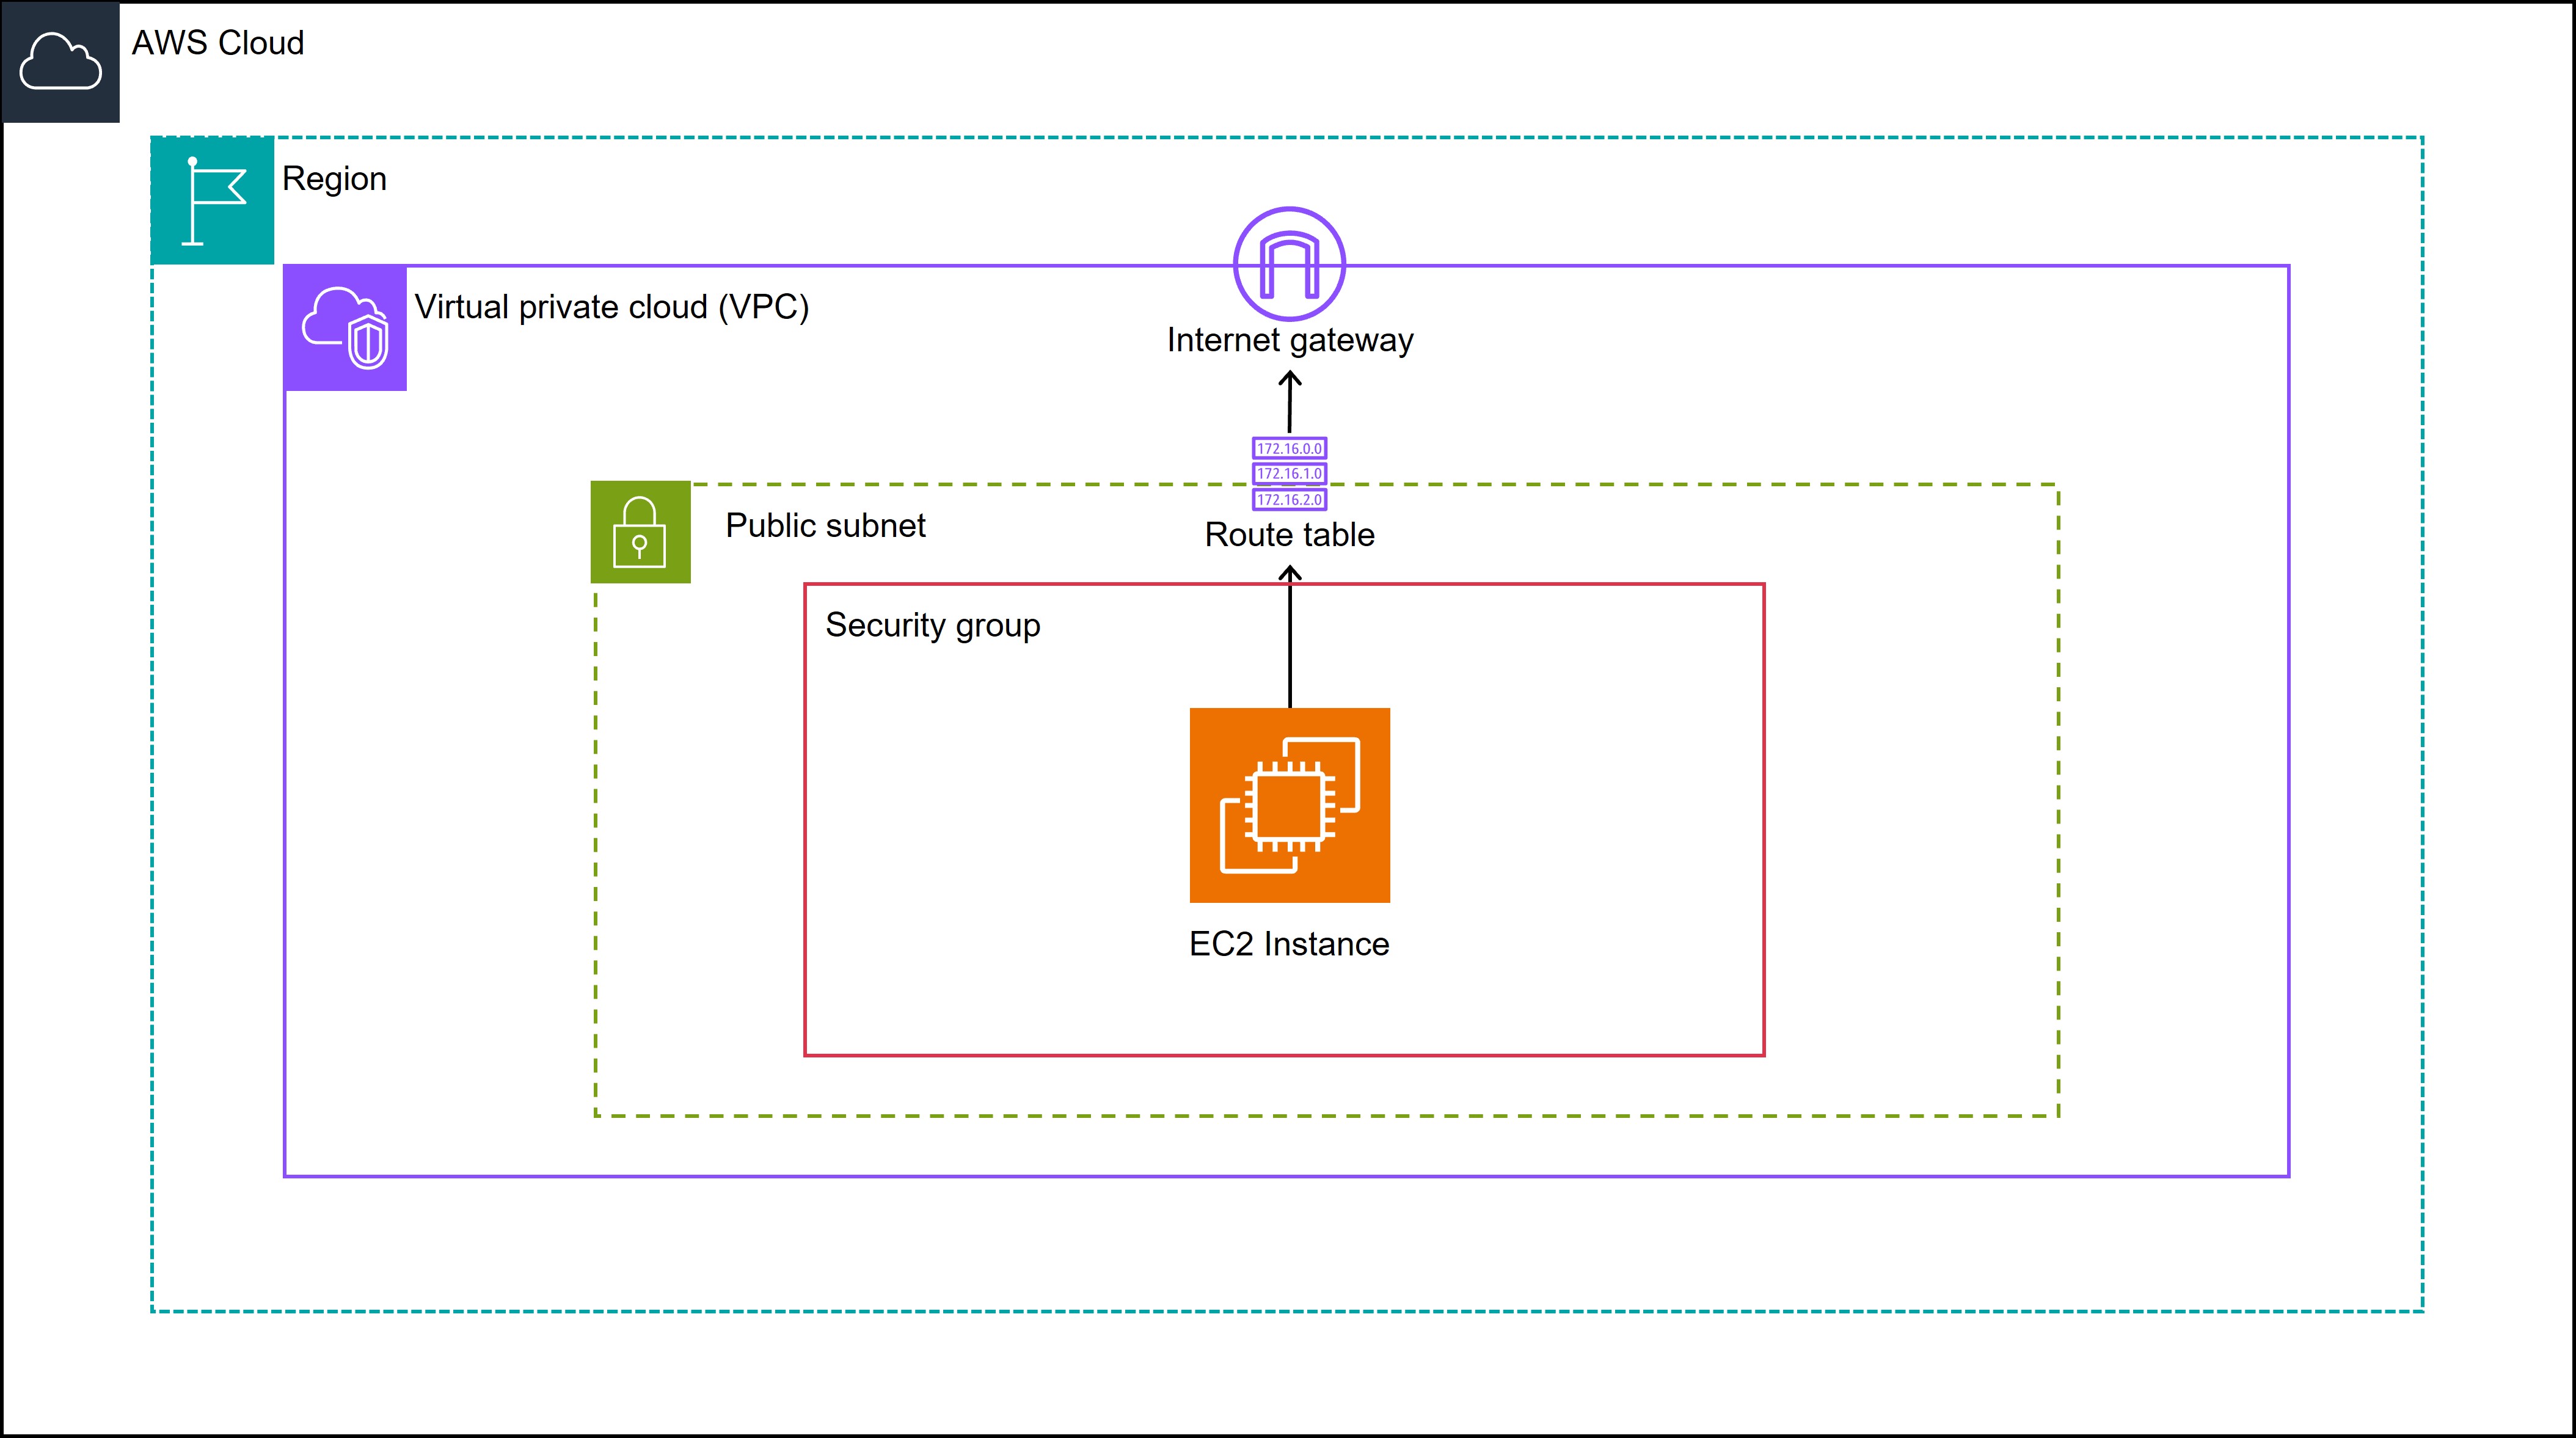 AWS Cloud
Region
Virtual private cloud (VPC)
Internet gateway
172.16.0.0
172.16.1.0
172.16.2.0
Public subnet
Route table
Security group
EC2 Instance